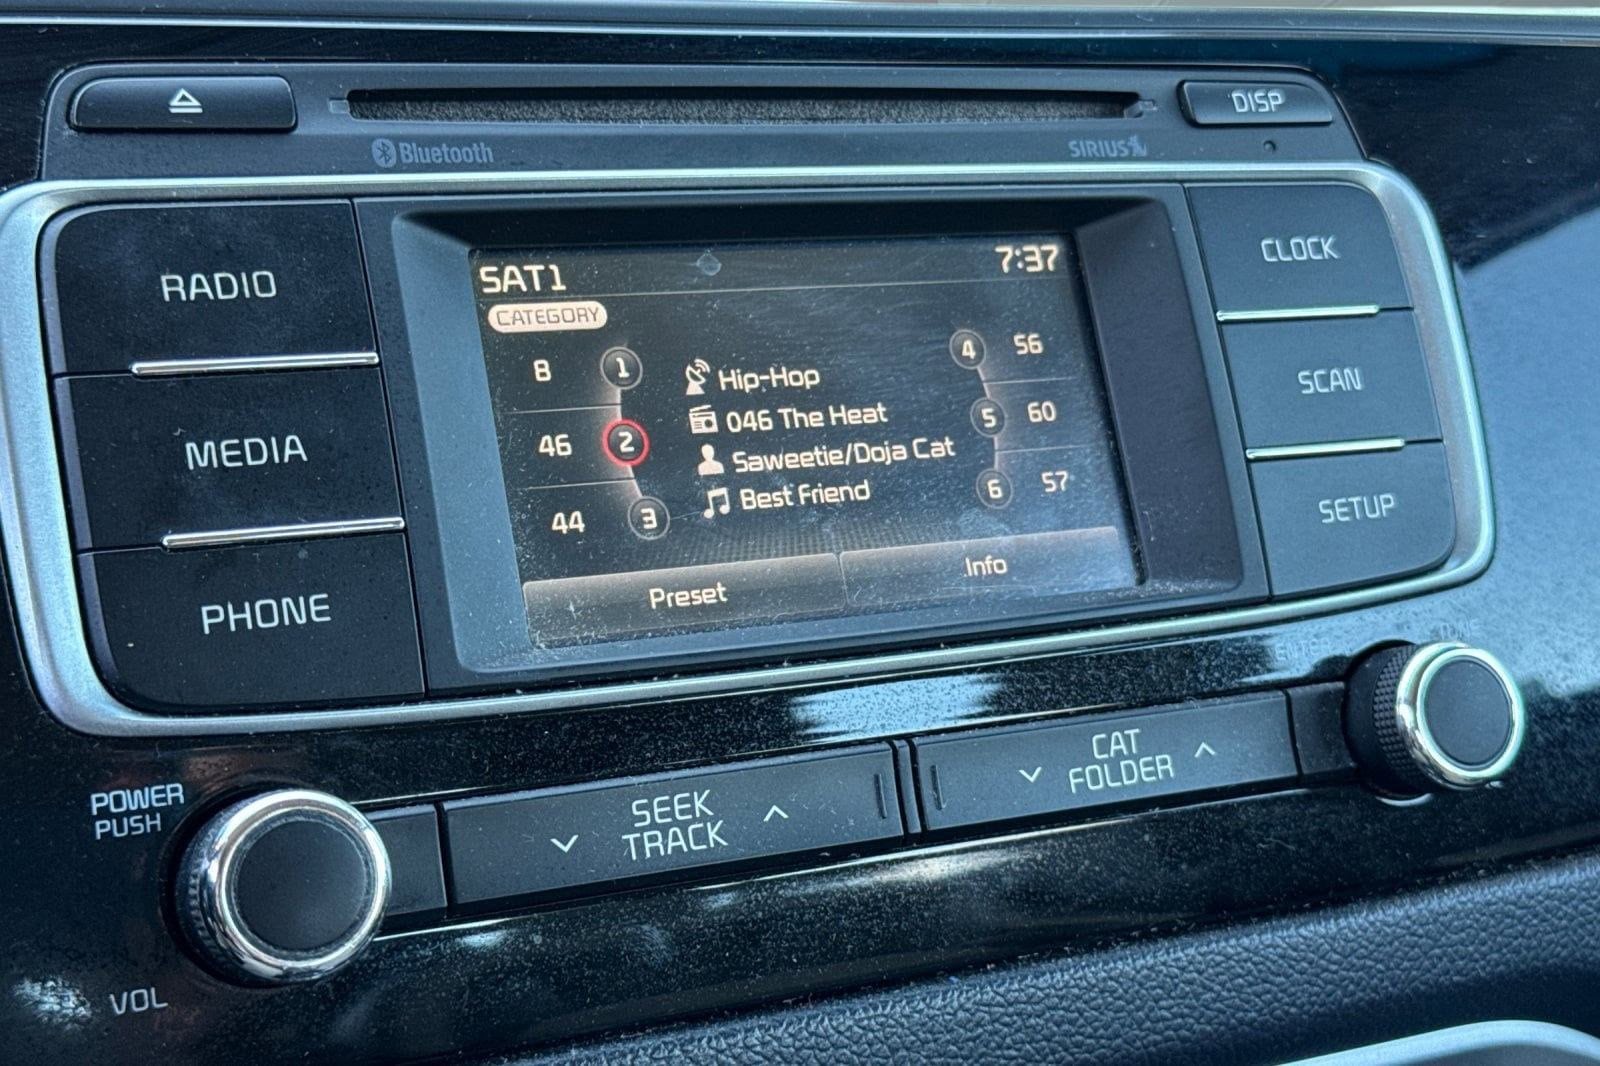 DISP
Bluetooth
SIRIUS
RADIO
MEDIA
PHONE
SAT1
7:37
CATEGORY
8 1
46 2
44 3
Hip-Hop
046 The Heat
Saweetie/Doja Cat
Best Friend
4 56
5 60
6 57
Preset
Info
CLOCK
SCAN
SETUP
POWER
PUSH
VOL
SEEK
TRACK
CAT
FOLDER
ENTER
TUNE